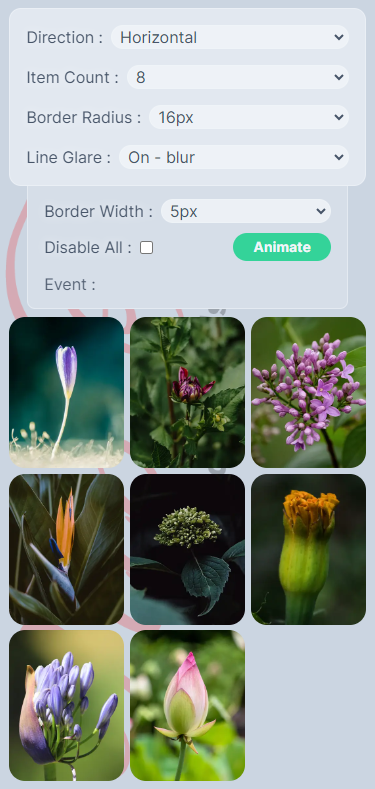 Direction : Horizontal
Item Count : 8
Border Radius : 16px
Line Glare : On - blur
Border Width : 5px
Disable All :
Animate
Event :